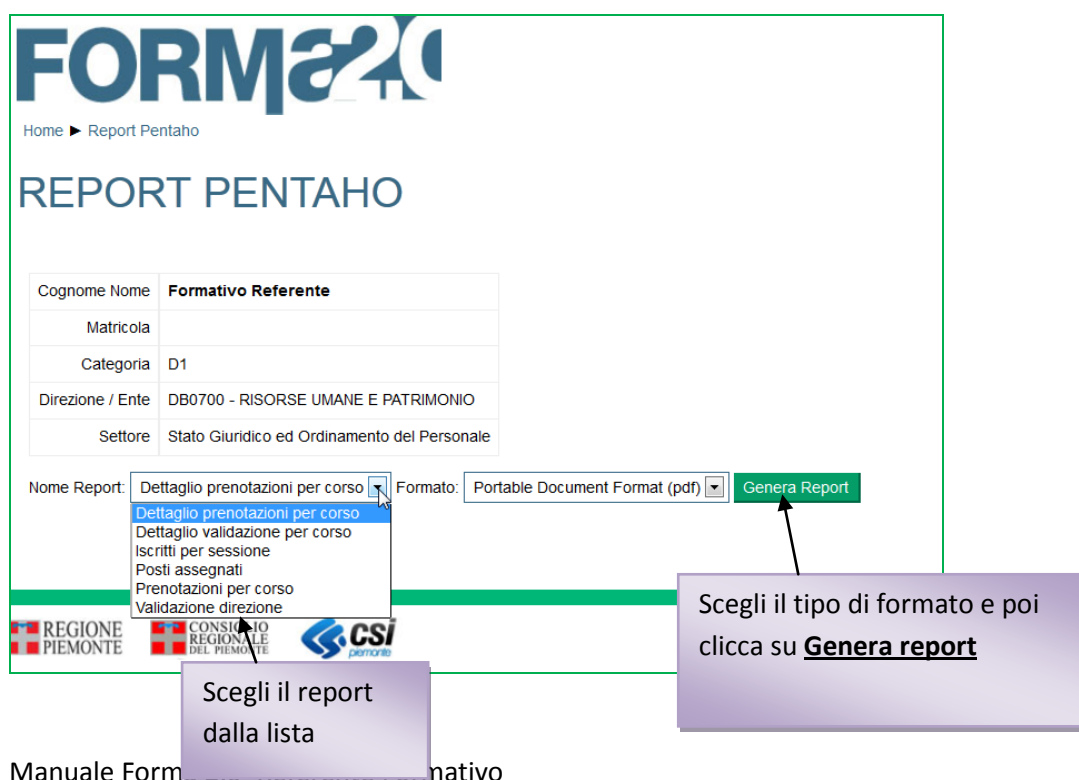 FORMa2.0
Home ► Report Pentaho
REPORT PENTAHO
Cognome Nome Formativo Referente
Matricola
Categoria D1
Direzione / Ente DB0700 - RISORSE UMANE E PATRIMONIO
Settore Stato Giuridico ed Ordinamento del Personale
Nome Report: Dettaglio prenotazioni per corso Formato: Portable Document Format (pdf) Genera Report
Dettaglio prenotazioni per corso
Dettaglio validazione per corso
Iscritti per sessione
Posti assegnati
Prenotazioni per corso
Validazione direzione
REGIONE
PIEMONTE
CONSIGLIO
REGIONALE
DEL PIEMONTE
CSI
piemonte
Scegli il tipo di formato e poi
clicca su Genera report
Scegli il report
dalla lista
Manuale Form